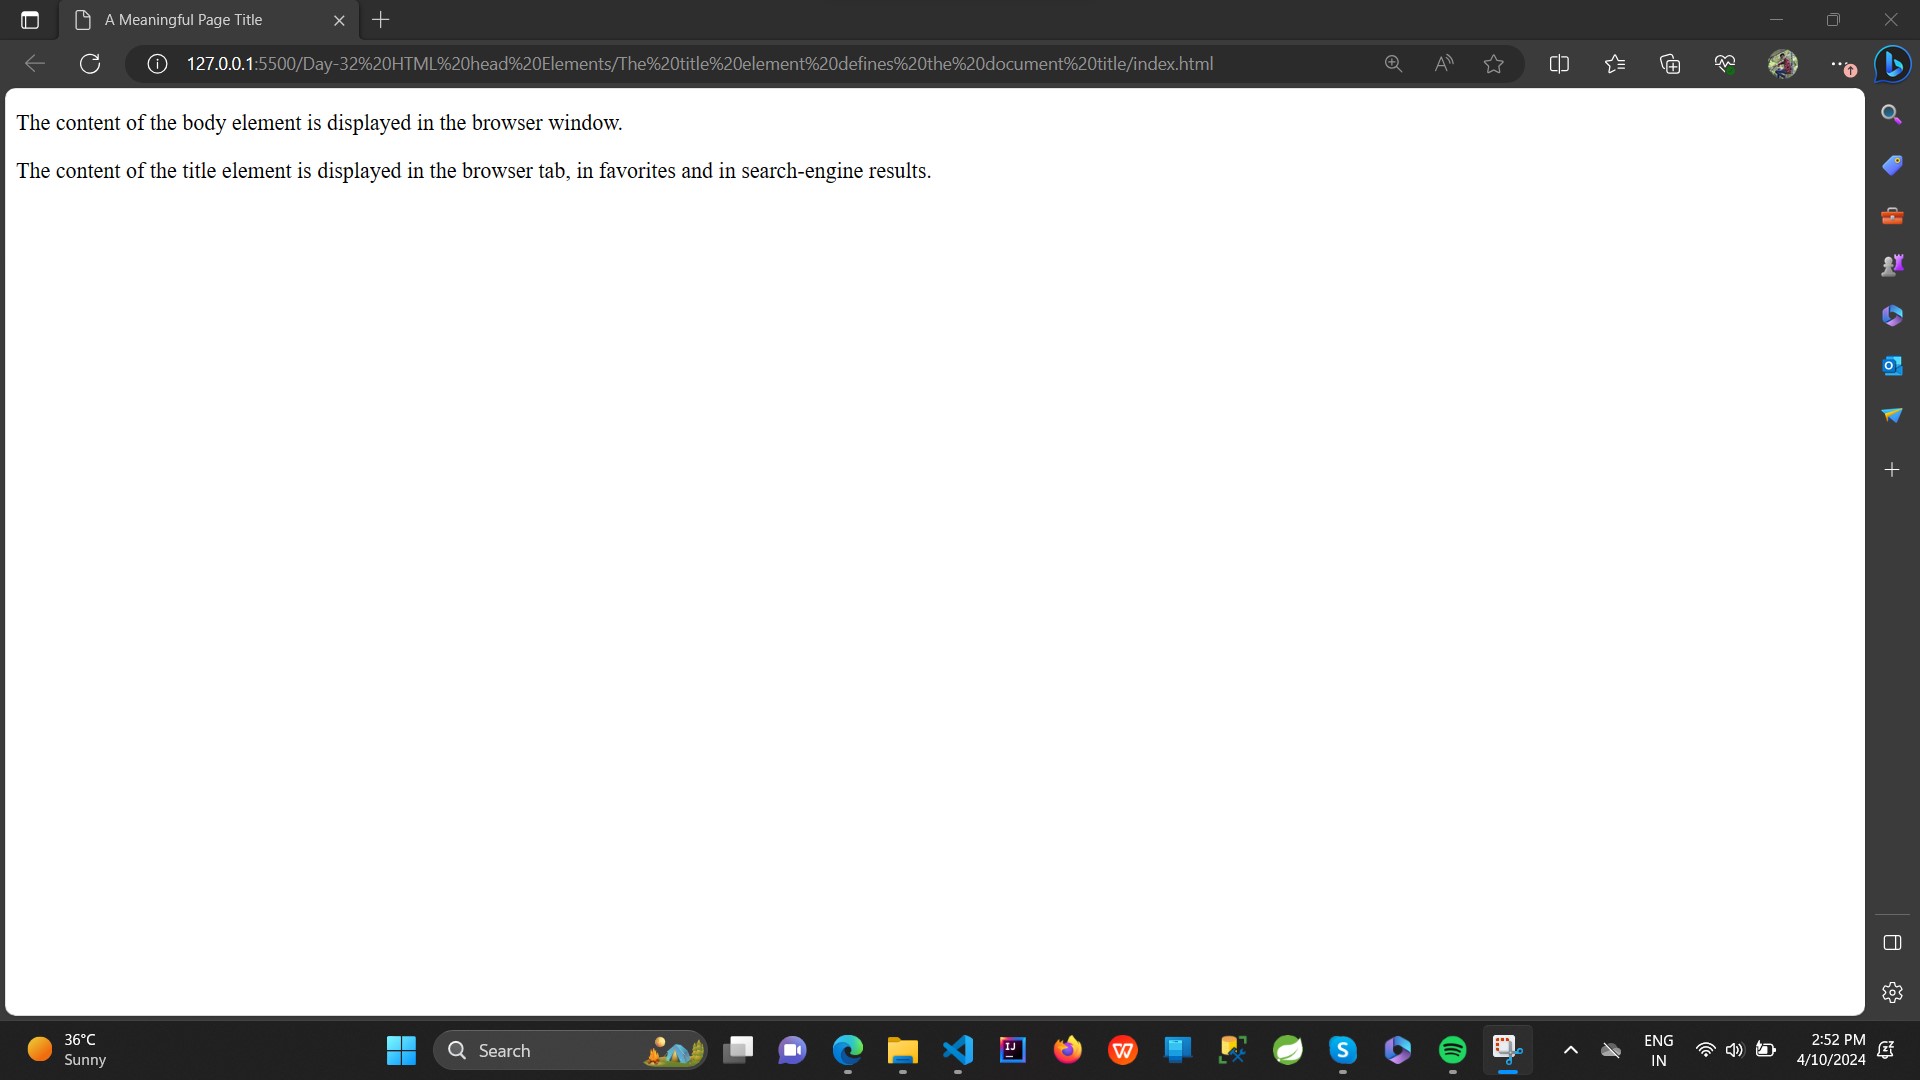 A Meaningful Page Title
127.0.0.1:5500/Day-32%20HTML%20head%20Elements/The%20title%20element%20defines%20the%20document%20title/index.html
The content of the body element is displayed in the browser window.
The content of the title element is displayed in the browser tab, in favorites and in search-engine results.
36°C
Sunny
Search
ENG
IN
2:52 PM
4/10/2024